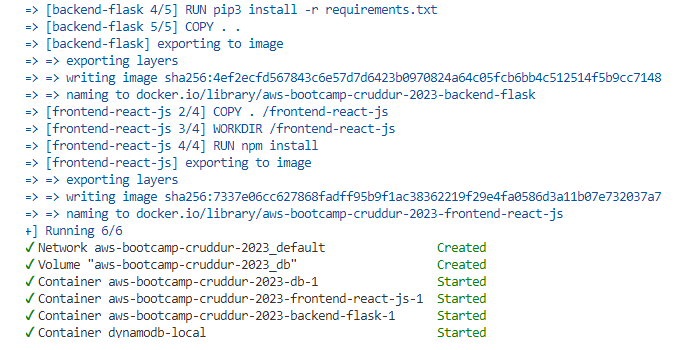 => [backend-flask 4/5] RUN pip3 install -r requirements.txt
=> [backend-flask 5/5] COPY . .
=> [backend-flask] exporting to image
=> => exporting layers
=> => writing image sha256:4ef2ecfd567843c6e57d7d6423b0970824a64c05fcb6bb4c512514f5b9cc7148
=> => naming to docker.io/library/aws-bootcamp-cruddur-2023-backend-flask
=> [frontend-react-js 2/4] COPY . /frontend-react-js
=> [frontend-react-js 3/4] WORKDIR /frontend-react-js
=> [frontend-react-js 4/4] RUN npm install
=> [frontend-react-js] exporting to image
=> => exporting layers
=> => writing image sha256:7337e06cc627868fadff95b9f1ac38362219f29e4fa0586d3a11b07e732037a7
=> => naming to docker.io/library/aws-bootcamp-cruddur-2023-frontend-react-js
+] Running 6/6
✓ Network aws-bootcamp-cruddur-2023_default Created
✓ Volume "aws-bootcamp-cruddur-2023_db" Created
✓ Container aws-bootcamp-cruddur-2023-db-1 Started
✓ Container aws-bootcamp-cruddur-2023-frontend-react-js-1 Started
✓ Container aws-bootcamp-cruddur-2023-backend-flask-1 Started
✓ Container dynamodb-local Started